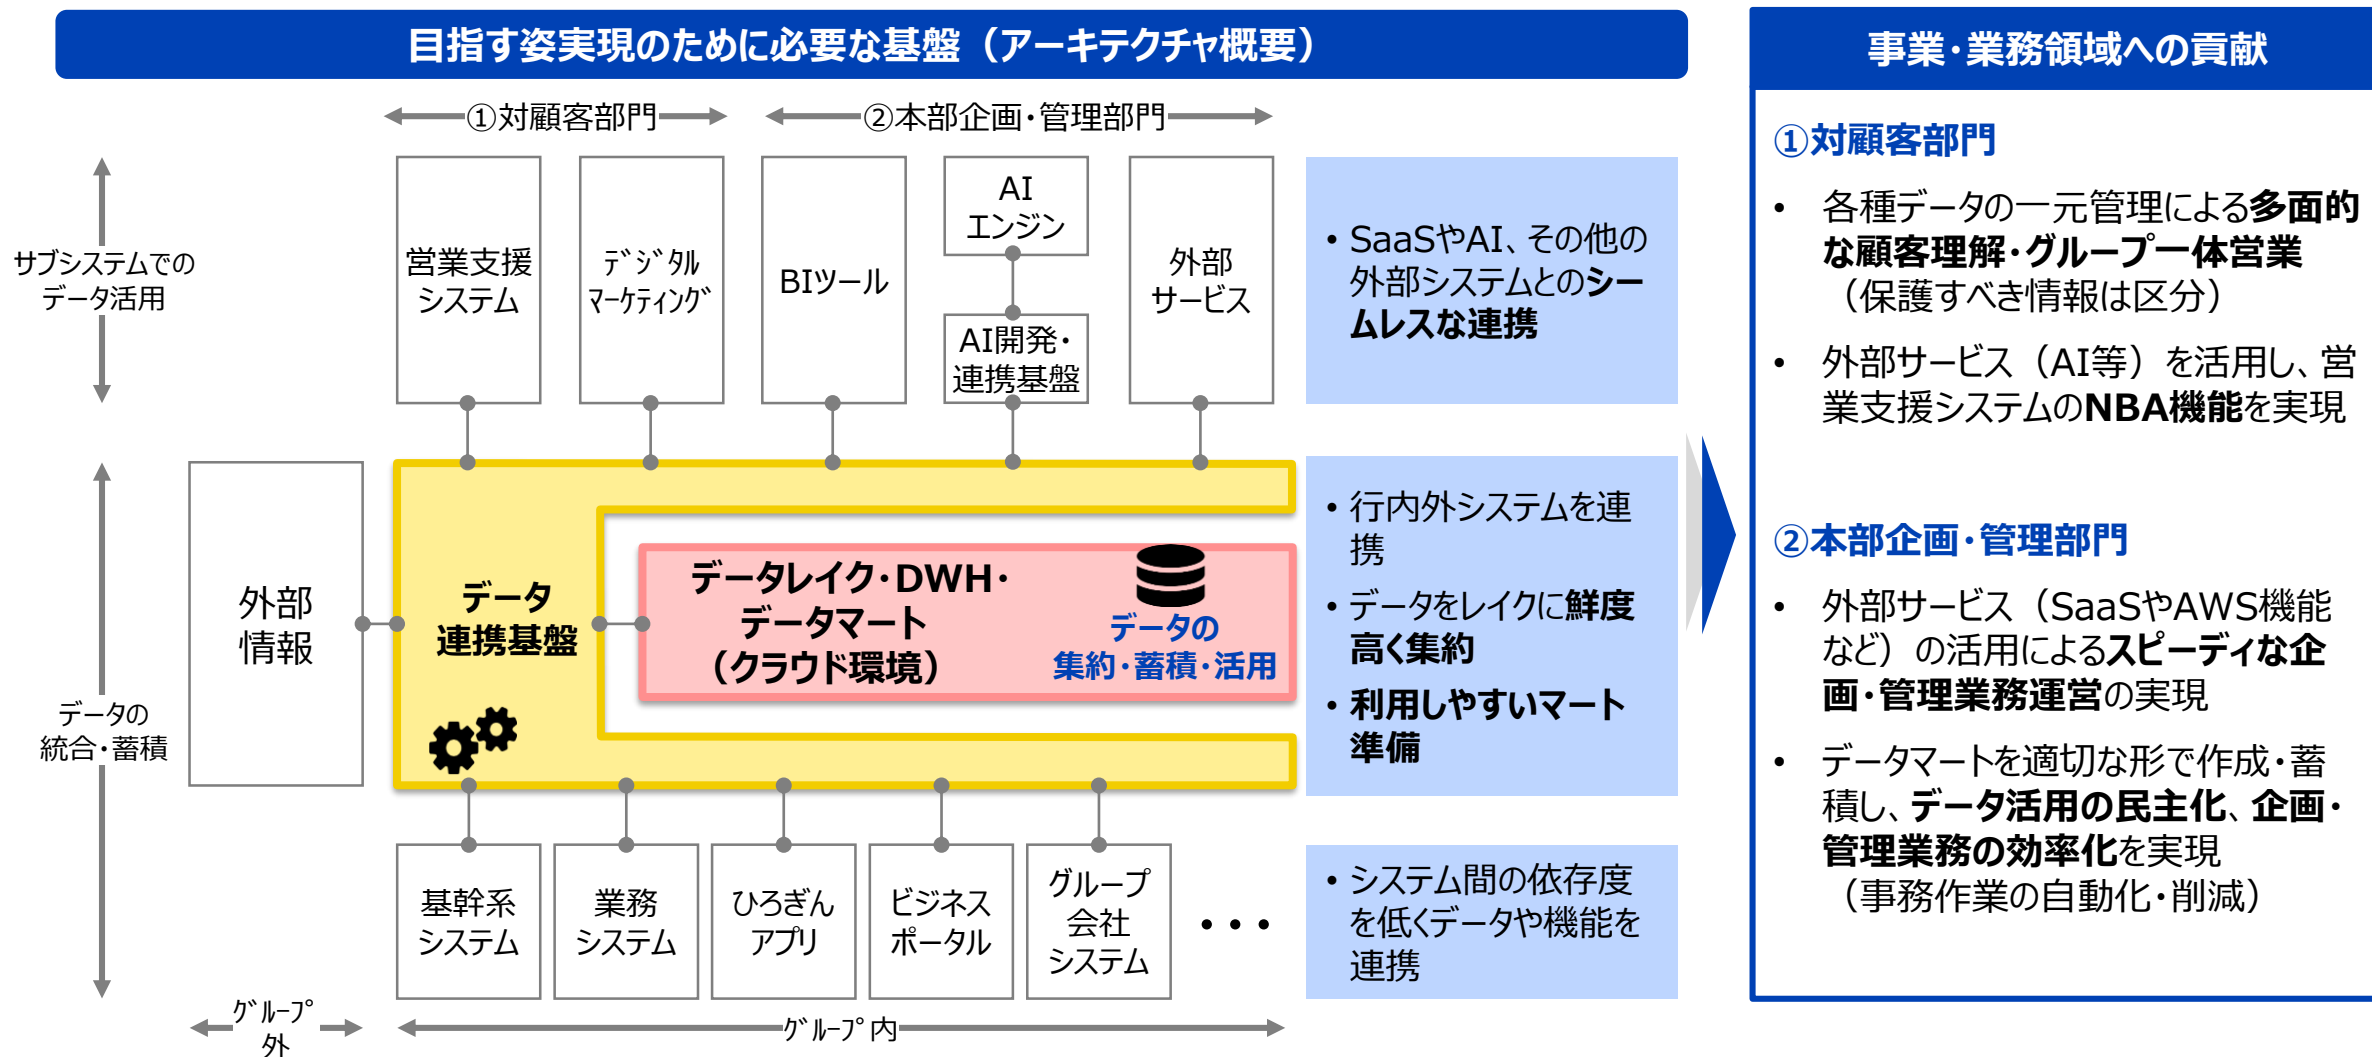 目指す姿実現のために必要な基盤（アーキテクチャ概要）
①対顧客部門
②本部企画・管理部門
サブシステムでの
データ活用
営業支援
システム
ﾃﾞｼﾞﾀﾙ
ﾏｰｹﾃｨﾝｸﾞ
BIツール
AI
エンジン
AI開発・
連携基盤
外部
サービス
• SaaSやAI、その他の
外部システムとのシー
ムレスな連携
データの
統合・蓄積
外部
情報
データ
連携基盤
データレイク・DWH・
データマート
（クラウド環境）
データの
集約・蓄積・活用
• 行内外システムを連
携
• データをレイクに鮮度
高く集約
• 利用しやすいマート
準備
基幹系
システム
業務
システム
ひろぎん
アプリ
ビジネス
ポータル
グループ
会社
システム
・・・
• システム間の依存度
を低くデータや機能を
連携
ｸﾞﾙｰﾌﾟ
外
ｸﾞﾙｰﾌﾟ内
事業・業務領域への貢献
①対顧客部門
• 各種データの一元管理による多面的
な顧客理解・グループ一体営業
（保護すべき情報は区分）
• 外部サービス（AI等）を活用し、営
業支援システムのNBA機能を実現
②本部企画・管理部門
• 外部サービス（SaaSやAWS機能
など）の活用によるスピーディな企
画・管理業務運営の実現
• データマートを適切な形で作成・蓄
積し、データ活用の民主化、企画・
管理業務の効率化を実現
（事務作業の自動化・削減）